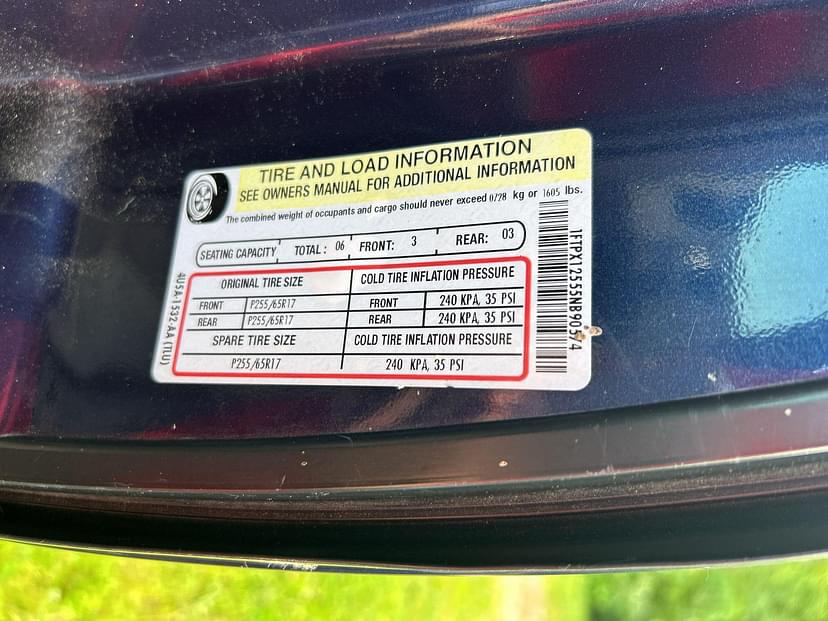 TIRE AND LOAD INFORMATION
SEE OWNERS MANUAL FOR ADDITIONAL INFORMATION
The combined weight of occupants and cargo should never exceed 0728 kg or 1605 lbs.
SEATING CAPACITY TOTAL: 06 FRONT: 3 REAR: 03
ORIGINAL TIRE SIZE COLD TIRE INFLATION PRESSURE
FRONT P255/65R17 FRONT 240 KPA, 35 PSI
REAR P255/65R17 REAR 240 KPA, 35 PSI
SPARE TIRE SIZE COLD TIRE INFLATION PRESSURE
P255/65R17 240 KPA, 35 PSI
4U5A-1532-AA (TLU)